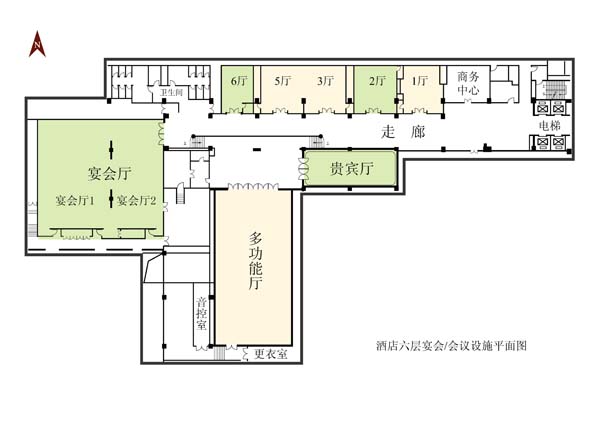 N
6厅
5厅
3厅
2厅
1厅
商务
中心
卫生间
走廊
电梯
宴会厅
宴会厅1
宴会厅2
贵宾厅
多功能厅
音控室
更衣室
酒店六层宴会/会议设施平面图